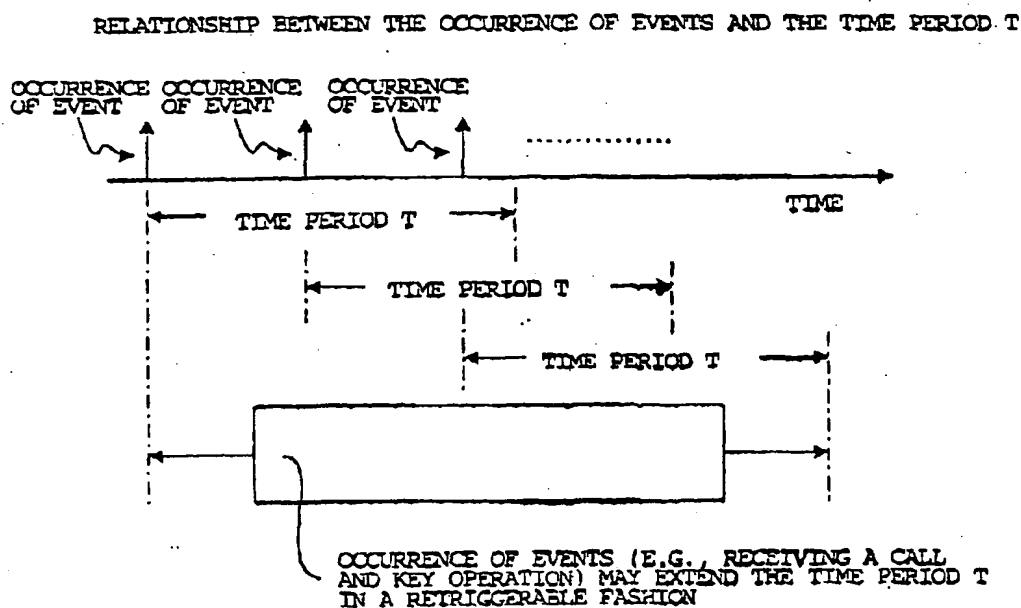 RELATIONSHIP BETWEEN THE OCCURRENCE OF EVENTS AND THE TIME PERIOD T
OCCURRENCE OF EVENT
OCCURRENCE OF EVENT
OCCURRENCE OF EVENT
TIME
TIME PERIOD T
TIME PERIOD T
TIME PERIOD T
OCCURRENCE OF EVENTS (E.G., RECEIVING A CALL
AND KEY OPERATION) MAY EXTEND THE TIME PERIOD T
IN A RETRIGGERABLE FASHION